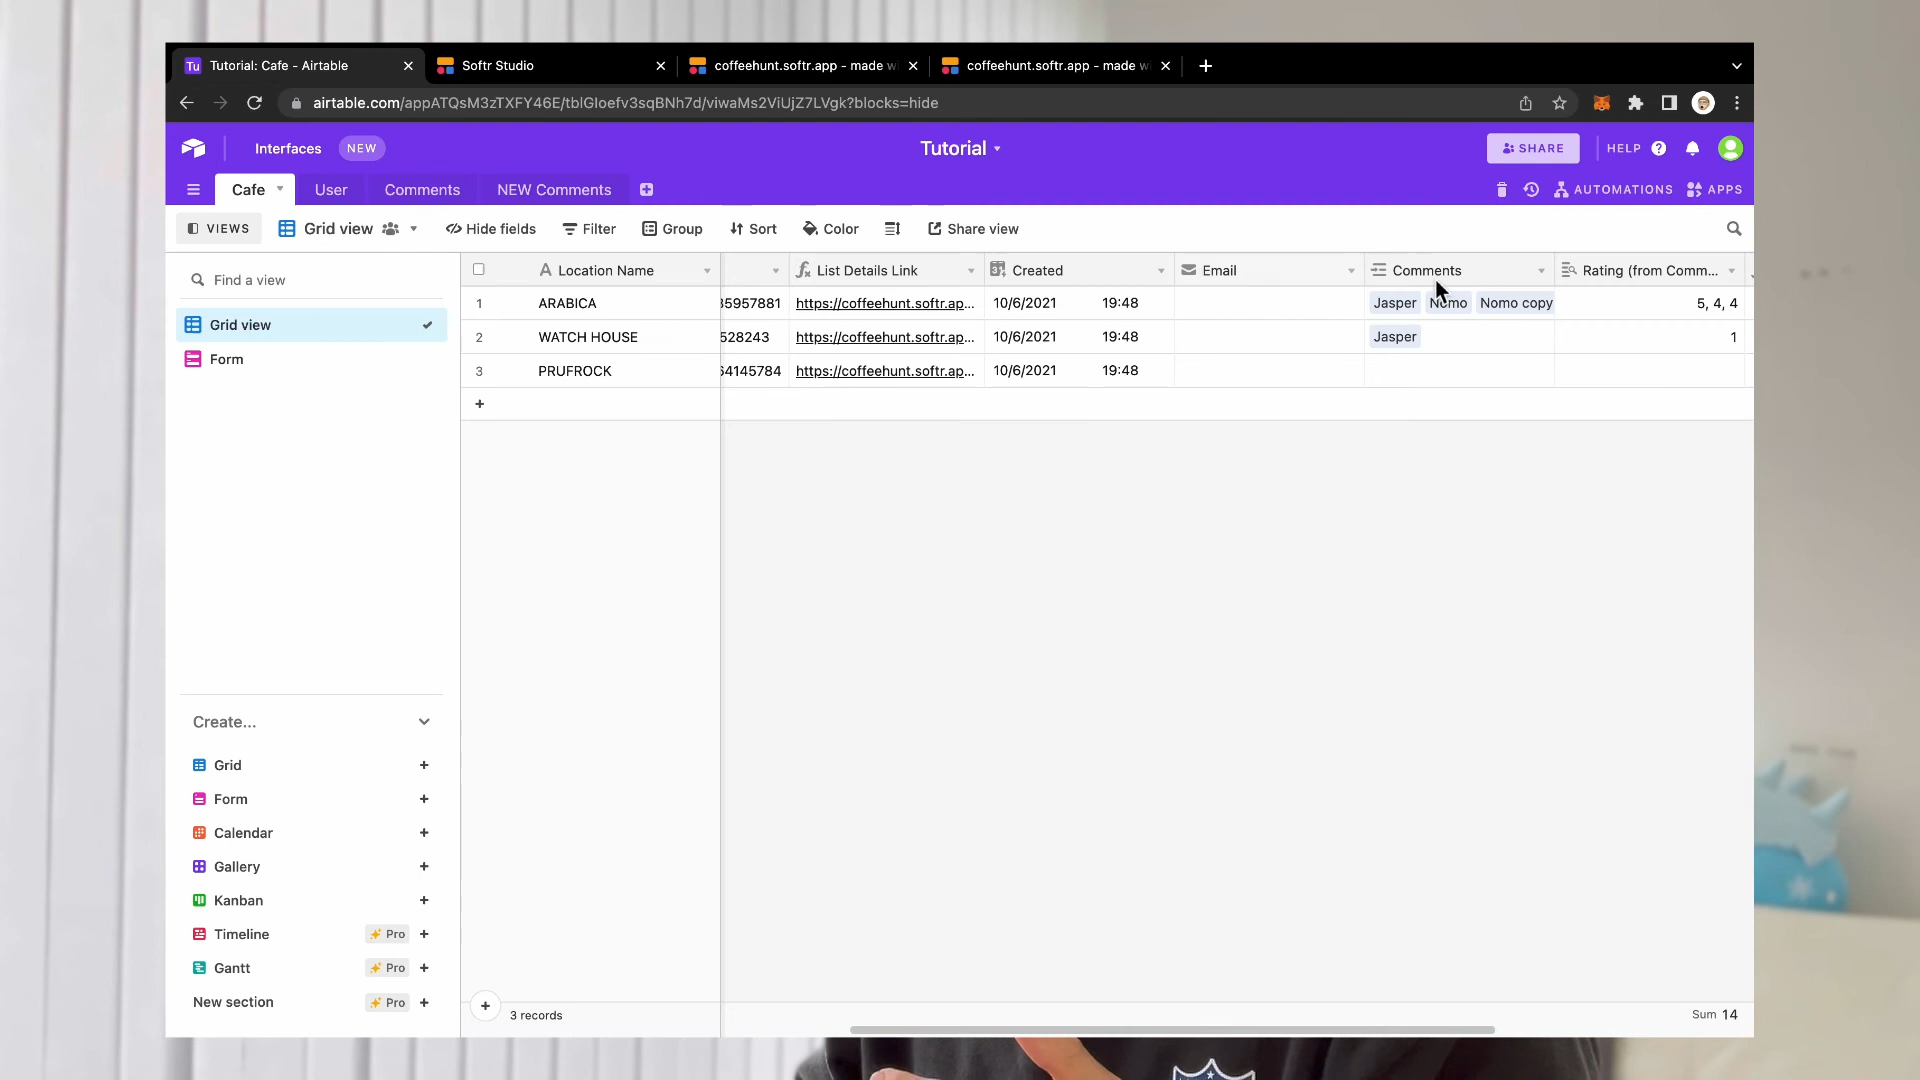 Tu Tutorial: Cafe - Airtable
Softr Studio
coffeehunt.softr.app - made w
coffeehunt.softr.app - made w
airtable.com/appATQsM3zTXFY46E/tblGloefv3sqBNh7d/viwaMs2ViUjZ7LVgk?blocks=hide
Interfaces NEW Tutorial SHARE HELP
Cafe User Comments NEW Comments AUTOMATIONS APPS
VIEWS Grid view Hide fields Filter Group Sort Color Share view
Find a view
Grid view
Form
Create...
Grid
Form
Calendar
Gallery
Kanban
Timeline Pro
Gantt Pro
New section Pro
Location Name List Details Link Created Email Comments Rating (from Comm...
1 ARABICA 35957881 https://coffeehunt.softr.ap... 10/6/2021 19:48 Jasper Nomo Nomo copy 5, 4, 4
2 WATCH HOUSE 528243 https://coffeehunt.softr.ap... 10/6/2021 19:48 Jasper 1
3 PRUFROCK 64145784 https://coffeehunt.softr.ap... 10/6/2021 19:48
3 records Sum 14